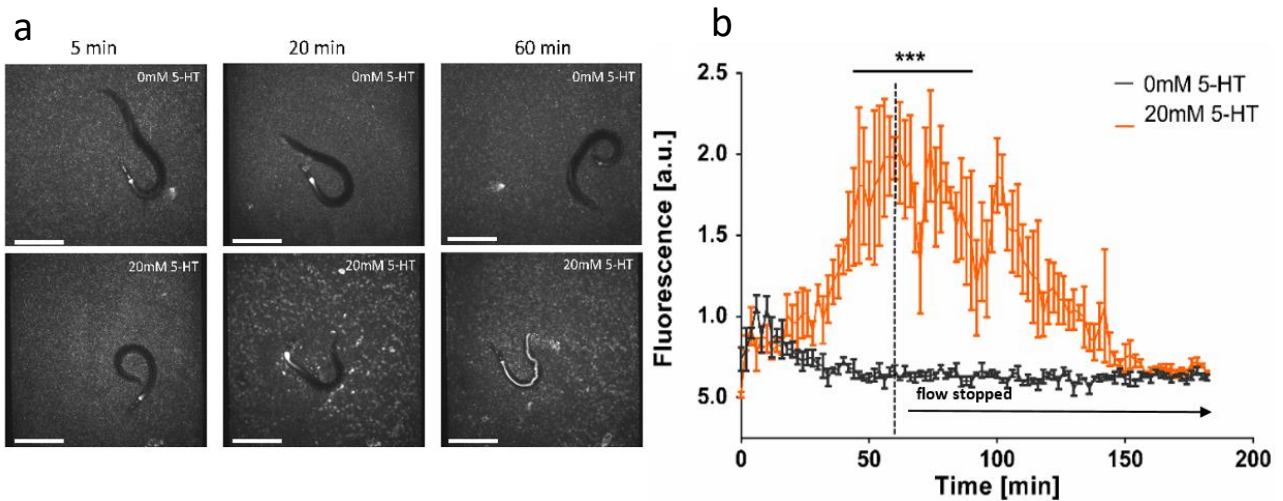 a
5 min 20 min 60 min
0mM 5-HT 0mM 5-HT 0mM 5-HT
20mM 5-HT 20mM 5-HT 20mM 5-HT
b
***
0mM 5-HT
20mM 5-HT
2.5
2.0
1.5
1.0
5.0
Fluorescence [a.u.]
flow stopped
0 50 100 150 200
Time [min]